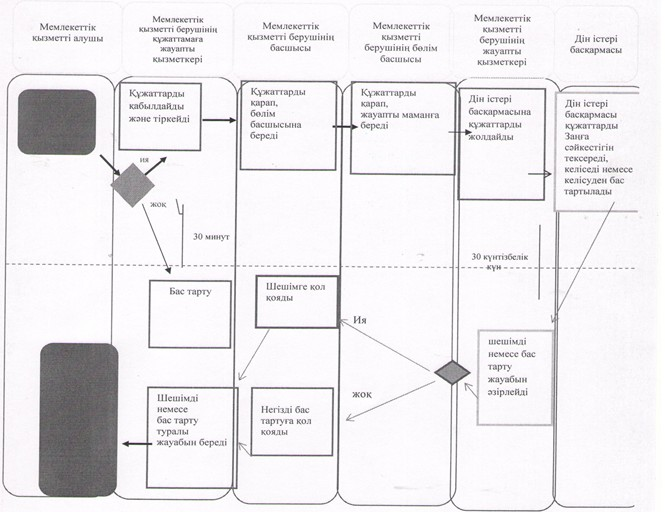 Мемлекеттік
қызметті алушы
Мемлекеттік
қызметті берушінің
құжаттамаға
жауапты
қызметкері
Мемлекеттік
қызметті берушінің
басшысы
Мемлекеттік
қызметті
берушінің бөлім
басшысы
Мемлекеттік
қызметті
берушінің
жауапты
қызметкері
Дін істері
басқармасы
Құжаттарды
қабылдайды
және тіркейді
Құжаттарды
қарап,
бөлім
басшысына
береді
Құжаттарды
қарап,
жауапты маманға
береді
Дін істері
басқармасына
құжаттарды
жолдайды
Дін істері
басқармасы
құжаттарды
Заңға
сәйкестігін
тексереді,
келіседі немесе
келісуден бас
тартылады
ия
жоқ
30 минут
30 күнтізбелік
күн
Бас тарту
Шешімге қол
қояды
Ия
жоқ
шешімді
немесе бас
тарту
жауабын
әзірлейді
Шешімді
немесе
бас тарту
туралы
жауабын береді
Негізді бас
тартуға қол
қояды